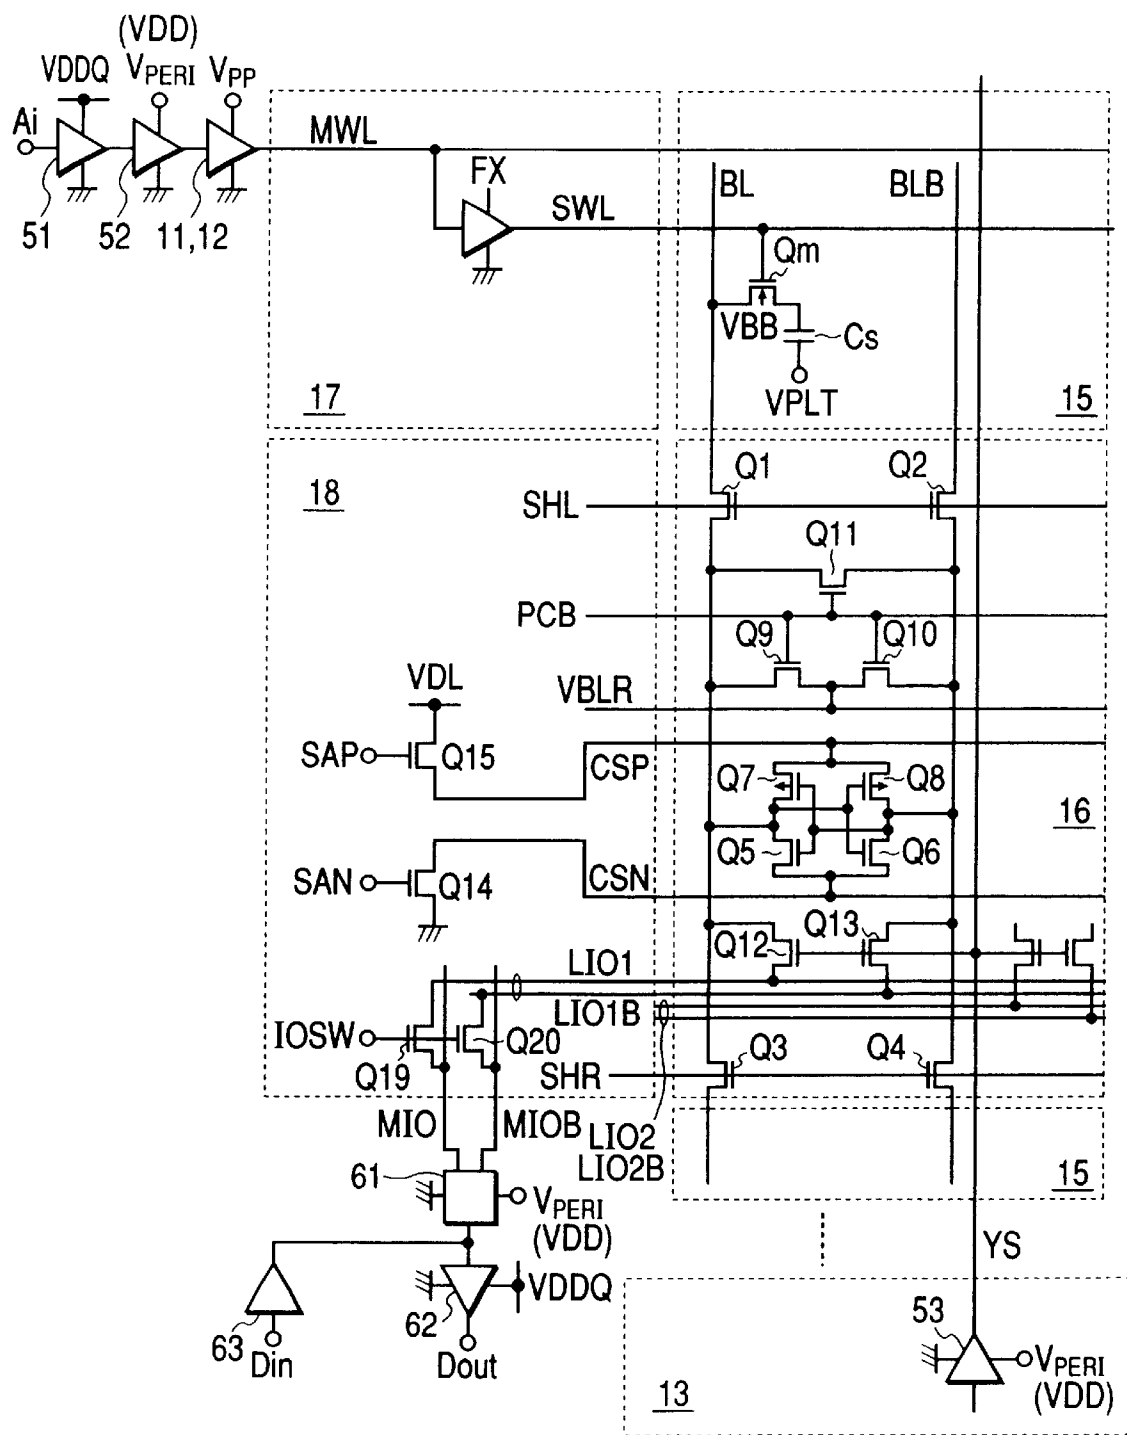 (VDD)
VDDQ VPERI VPP
Ai
51 52 11,12
MWL
FX
SWL
BL BLB
Qm
VBB Cs
VPLT
17
15
18
Q1 Q2
SHL
Q11
PCB
Q9 Q10
VDL
VBLR
SAP Q15
CSP
Q7 Q8
16
Q5 Q6
SAN Q14
CSN
Q13
Q12
LIO1
LIO1B
IOSW Q20
Q19
Q3 Q4
SHR
MIO MIOB
LIO2
LIO2B
61
VPERI
(VDD)
15
YS
VDDQ
62
63 Din
Dout
53
VPERI
(VDD)
13